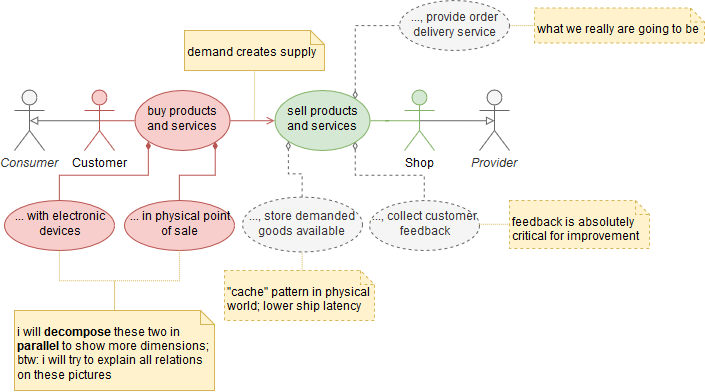 ..., provide order
delivery service
what we really are going to be
demand creates supply
buy products
and services
sell products
and services
Consumer
Customer
Shop
Provider
... with electronic
devices
... in physical point
of sale
..., store demanded
goods available
..., collect customer
feedback
feedback is absolutely
critical for improvement
"cache" pattern in physical
world; lower ship latency
i will decompose these two in
parallel to show more dimensions;
btw: i will try to explain all relations
on these pictures